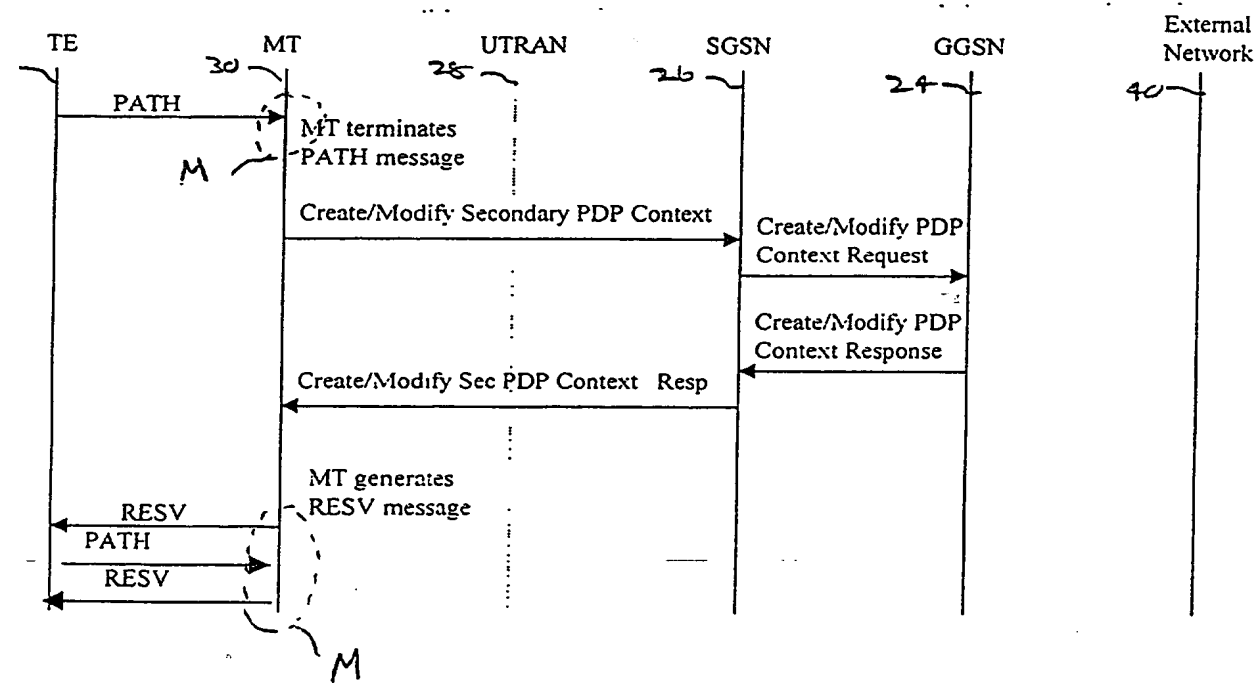 External
TE MT UTRAN SGSN GGSN Network
30 28 26 24 40
PATH
MT terminates
PATH message
M
Create/Modify Secondary PDP Context
Create/Modify PDP
Context Request
Create/Modify PDP
Context Response
Create/Modify Sec PDP Context Resp
MT generates
RESV message
RESV
PATH
RESV
M